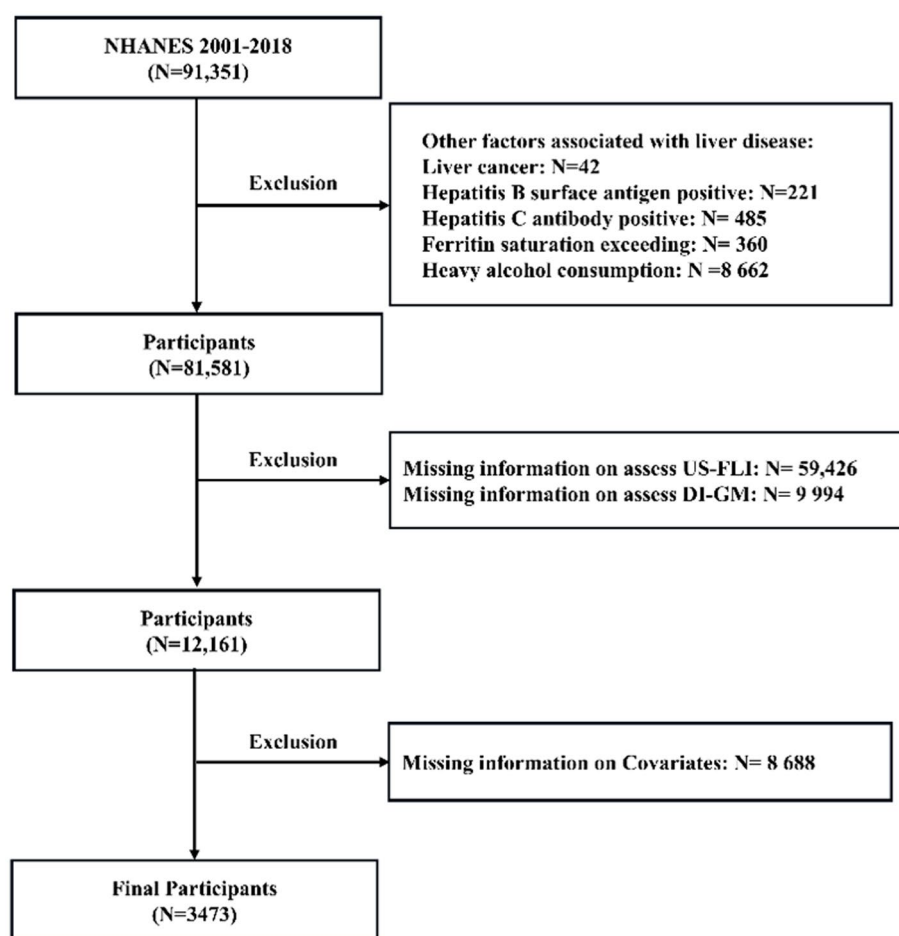 NHANES 2001-2018
(N=91,351)
Exclusion
Other factors associated with liver disease:
Liver cancer: N=42
Hepatitis B surface antigen positive: N=221
Hepatitis C antibody positive: N= 485
Ferritin saturation exceeding: N= 360
Heavy alcohol consumption: N =8 662
Participants
(N=81,581)
Exclusion
Missing information on assess US-FLI: N= 59,426
Missing information on assess DI-GM: N= 9 994
Participants
(N=12,161)
Exclusion
Missing information on Covariates: N= 8 688
Final Participants
(N=3473)